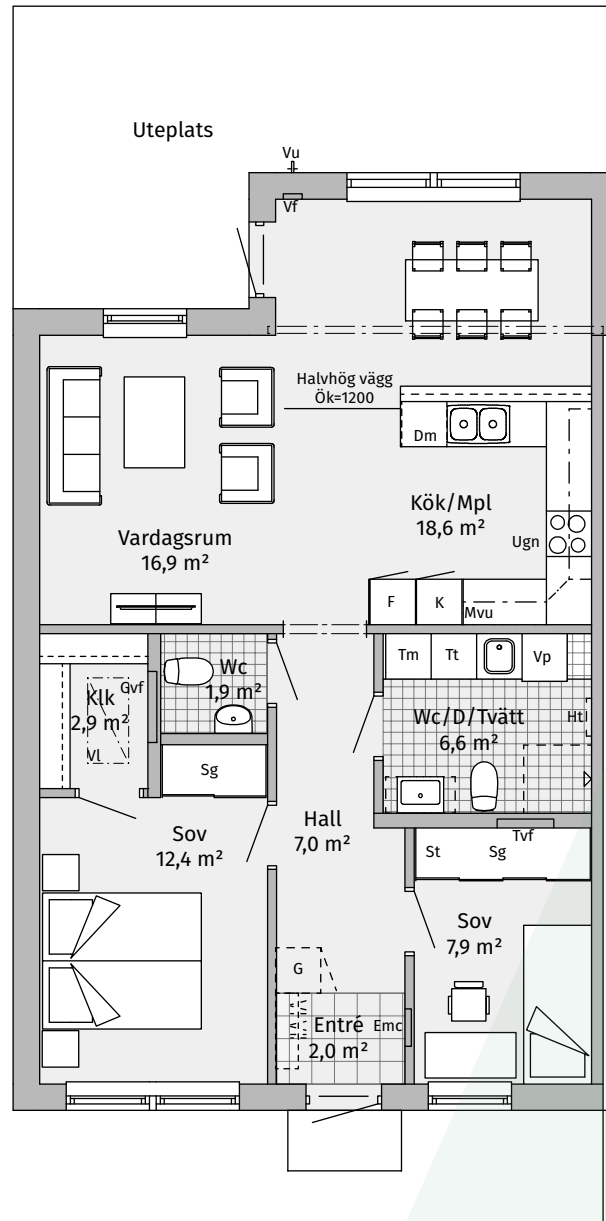 Uteplats
Vu
Vf
Halvhög vägg
Ök=1200
Dm
Kök/Mpl
18,6 m²
Ugn
Vardagsrum
16,9 m²
F
K
Mvu
Wc
1,9 m²
Tm
Tt
Vp
Klk
2,9 m²
Gvf
Vl
Wc/D/Tvätt
6,6 m²
Ht
Sg
Sov
12,4 m²
Hall
7,0 m²
Tvf
St
Sg
Sov
7,9 m²
G
Entré
2,0 m²
Emc